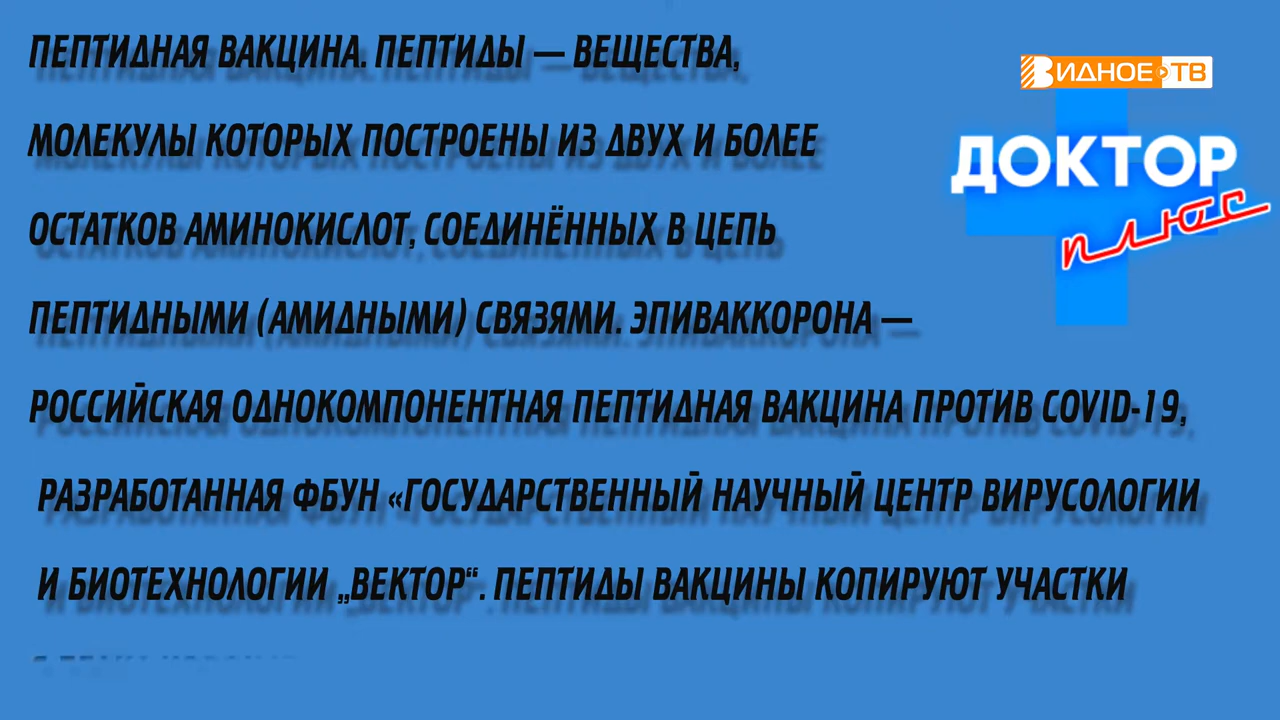 ПЕПТИДНАЯ ВАКЦИНА. ПЕПТИДЫ — ВЕЩЕСТВА,
МОЛЕКУЛЫ КОТОРЫХ ПОСТРОЕНЫ ИЗ ДВУХ И БОЛЕЕ
ОСТАТКОВ АМИНОКИСЛОТ, СОЕДИНЁННЫХ В ЦЕПЬ
ПЕПТИДНЫМИ (АМИДНЫМИ) СВЯЗЯМИ. ЭПИВАККОРОНА —
РОССИЙСКАЯ ОДНОКОМПОНЕНТНАЯ ПЕПТИДНАЯ ВАКЦИНА ПРОТИВ COVID-19,
РАЗРАБОТАННАЯ ФБУН «ГОСУДАРСТВЕННЫЙ НАУЧНЫЙ ЦЕНТР ВИРУСОЛОГИИ
И БИОТЕХНОЛОГИИ „ВЕКТОР“. ПЕПТИДЫ ВАКЦИНЫ КОПИРУЮТ УЧАСТКИ
ВИДНОЕ ТВ
ДОКТОР
плюс